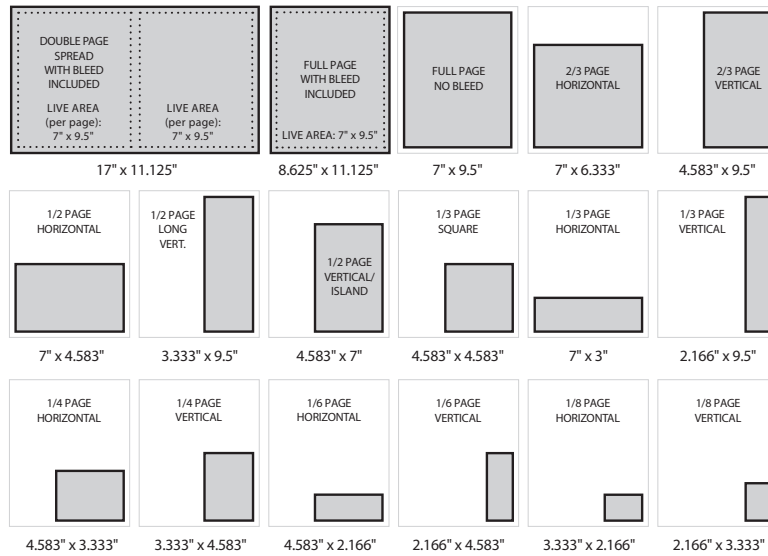 DOUBLE PAGE
SPREAD
WITH BLEED
INCLUDED
LIVE AREA
(per page):
7" x 9.5"
LIVE AREA
(per page):
7" x 9.5"
17" x 11.125"
FULL PAGE
WITH BLEED
INCLUDED
LIVE AREA: 7" x 9.5"
8.625" x 11.125"
FULL PAGE
NO BLEED
7" x 9.5"
2/3 PAGE
HORIZONTAL
7" x 6.333"
2/3 PAGE
VERTICAL
4.583" x 9.5"
1/2 PAGE
HORIZONTAL
7" x 4.583"
1/2 PAGE
LONG
VERT.
3.333" x 9.5"
1/2 PAGE
VERTICAL/
ISLAND
4.583" x 7"
1/3 PAGE
SQUARE
4.583" x 4.583"
1/3 PAGE
HORIZONTAL
7" x 3"
1/3 PAGE
VERTICAL
2.166" x 9.5"
1/4 PAGE
HORIZONTAL
4.583" x 3.333"
1/4 PAGE
VERTICAL
3.333" x 4.583"
1/6 PAGE
HORIZONTAL
4.583" x 2.166"
1/6 PAGE
VERTICAL
2.166" x 4.583"
1/8 PAGE
HORIZONTAL
3.333" x 2.166"
1/8 PAGE
VERTICAL
2.166" x 3.333"